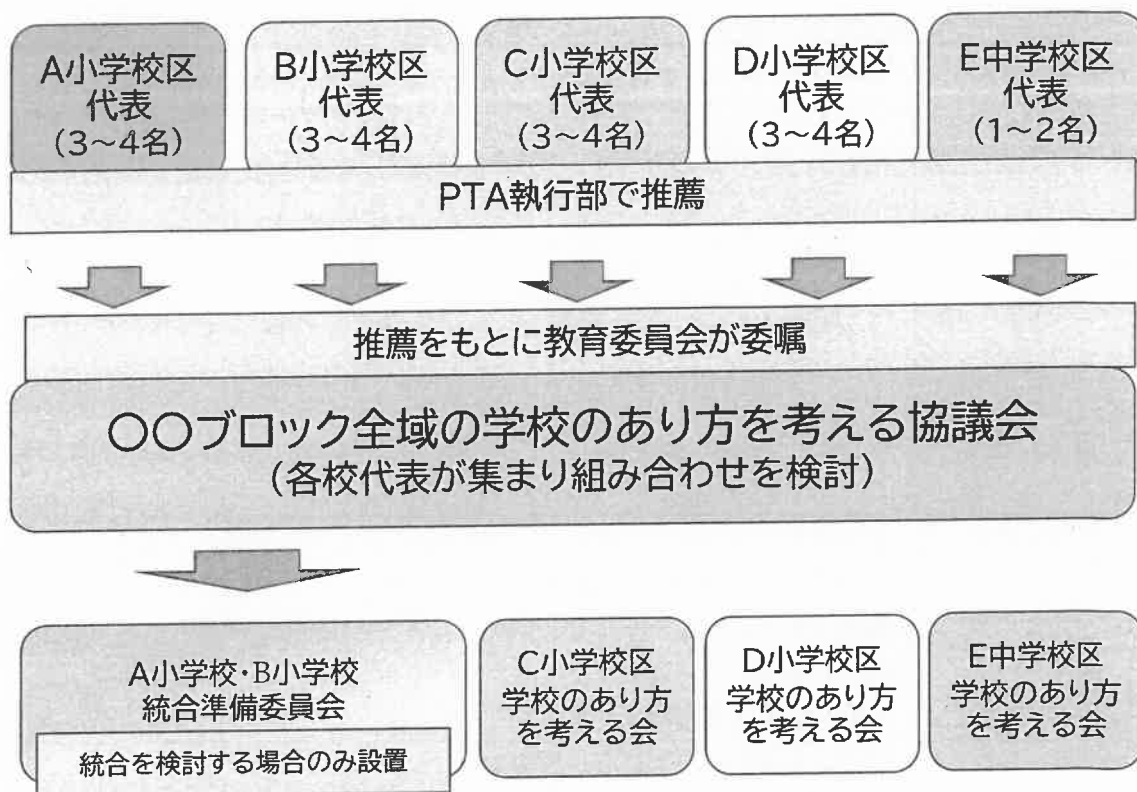 A小学校区
代表
（3～4名）
B小学校区
代表
（3～4名）
C小学校区
代表
（3～4名）
D小学校区
代表
（3～4名）
E中学校区
代表
（1～2名）
PTA執行部で推薦
推薦をもとに教育委員会が委嘱
〇〇ブロック全域の学校のあり方を考える協議会
（各校代表が集まり組み合わせを検討）
A小学校・B小学校
統合準備委員会
統合を検討する場合のみ設置
C小学校区
学校のあり方
を考える会
D小学校区
学校のあり方
を考える会
E中学校区
学校のあり方
を考える会